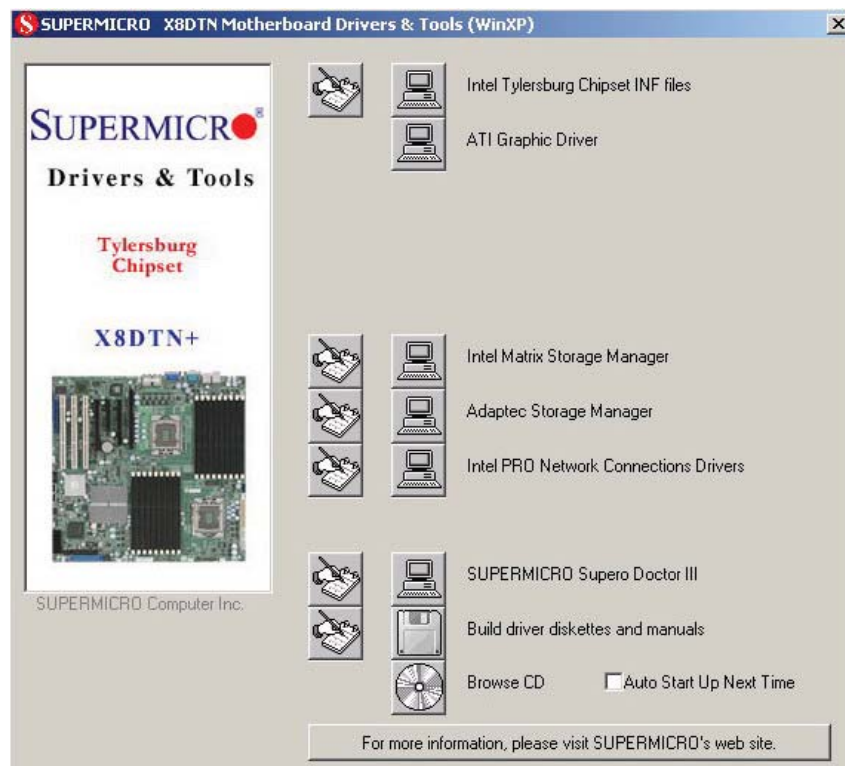 SUPERMICRO X8DTN Motherboard Drivers & Tools (WinXP)
SUPERMICRO®
Drivers & Tools
Tylersburg
Chipset
X8DTN+
SUPERMICRO Computer Inc.
Intel Tylersburg Chipset INF files
ATI Graphic Driver
Intel Matrix Storage Manager
Adaptec Storage Manager
Intel PRO Network Connections Drivers
SUPERMICRO Supero Doctor III
Build driver diskettes and manuals
Browse CD
Auto Start Up Next Time
For more information, please visit SUPERMICRO's web site.